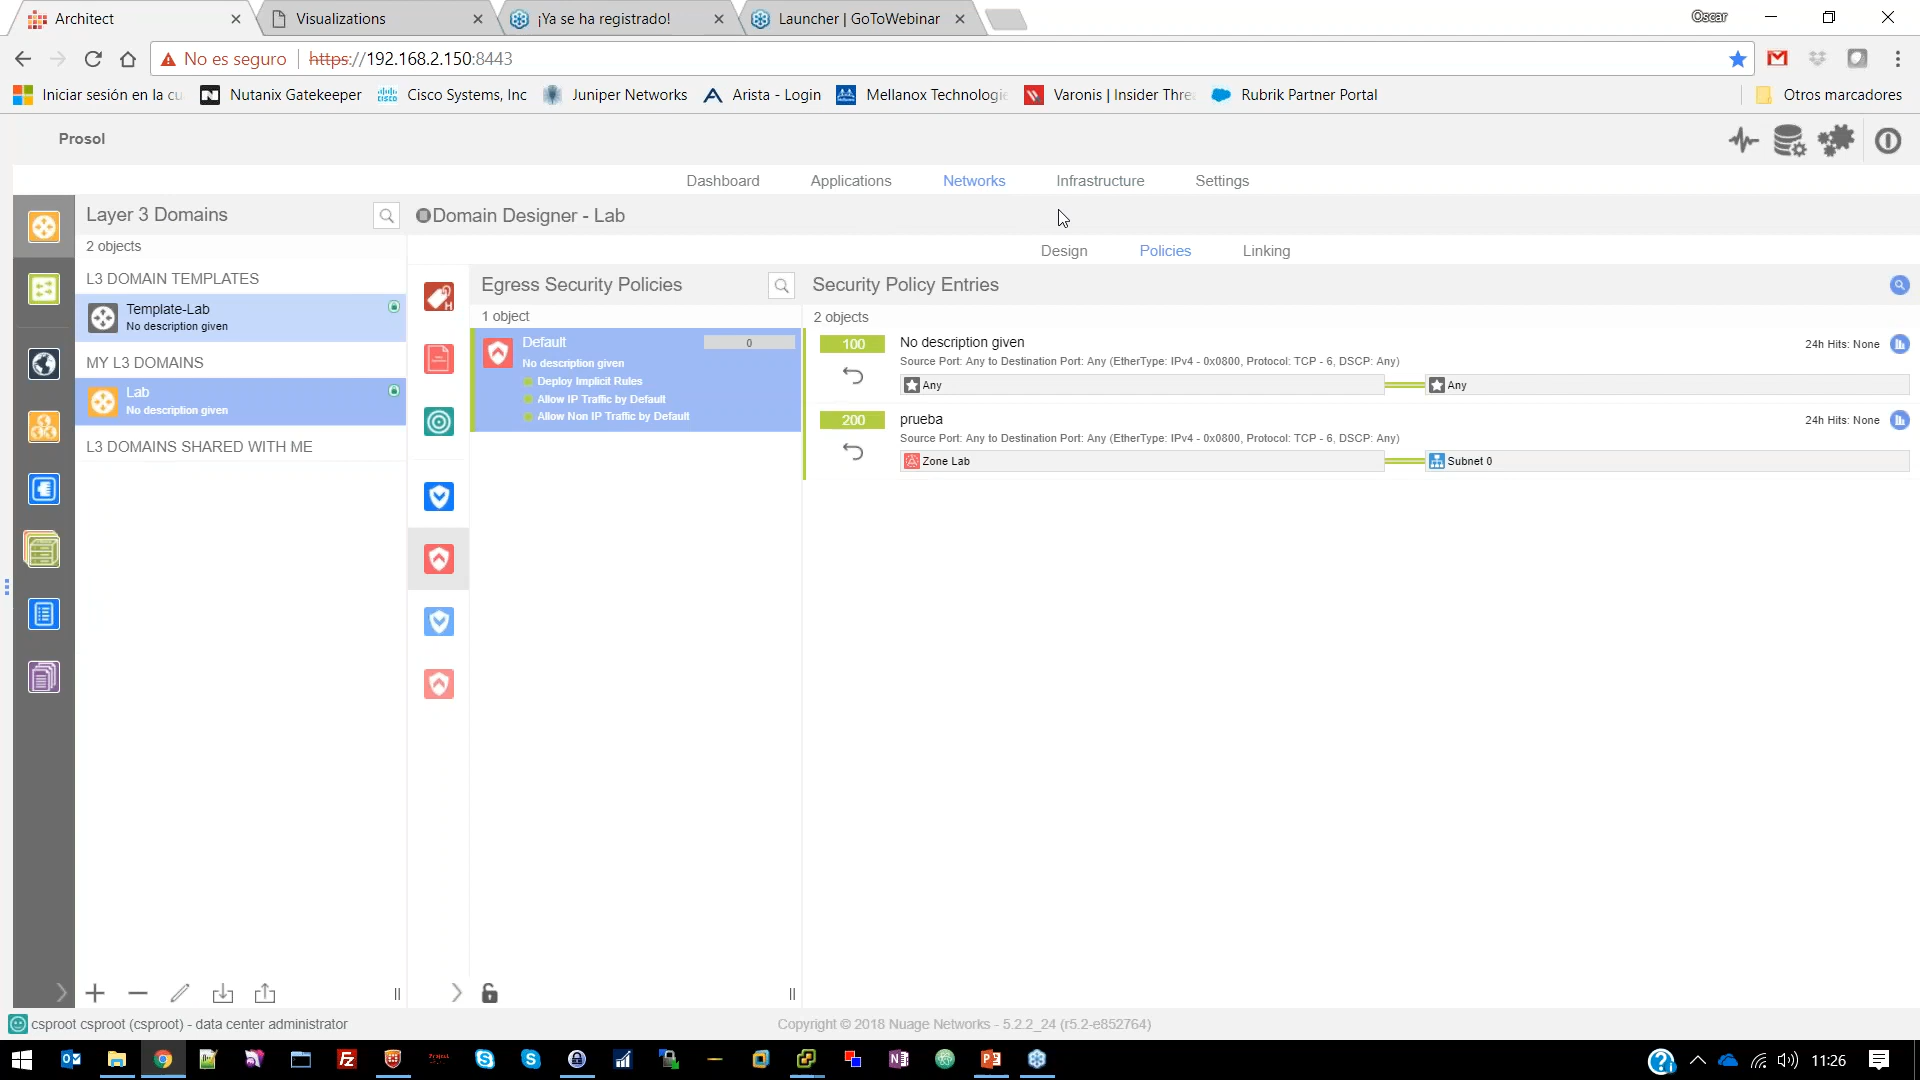 Architect
Visualizations
¡Ya se ha registrado!
Launcher | GoToWebinar
Oscar
No es seguro
https://192.168.2.150:8443
Iniciar sesión en la cu
Nutanix Gatekeeper
Cisco Systems, Inc
Juniper Networks
Arista - Login
Mellanox Technologie
Varonis | Insider Thre
Rubrik Partner Portal
Otros marcadores
Prosol
Dashboard
Applications
Networks
Infrastructure
Settings
Layer 3 Domains
2 objects
L3 DOMAIN TEMPLATES
Template-Lab
No description given
MY L3 DOMAINS
Lab
No description given
L3 DOMAINS SHARED WITH ME
Domain Designer - Lab
Design
Policies
Linking
Egress Security Policies
1 object
Default
0
No description given
Deploy Implicit Rules
Allow IP Traffic by Default
Allow Non IP Traffic by Default
Security Policy Entries
2 objects
100
No description given
24h Hits: None
Source Port: Any to Destination Port: Any (EtherType: IPv4 - 0x0800, Protocol: TCP - 6, DSCP: Any)
Any
Any
200
prueba
24h Hits: None
Source Port: Any to Destination Port: Any (EtherType: IPv4 - 0x0800, Protocol: TCP - 6, DSCP: Any)
Zone Lab
Subnet 0
csproot csproot (csproot) - data center administrator
Copyright © 2018 Nuage Networks - 5.2.2_24 (r5.2-e852764)
11:26